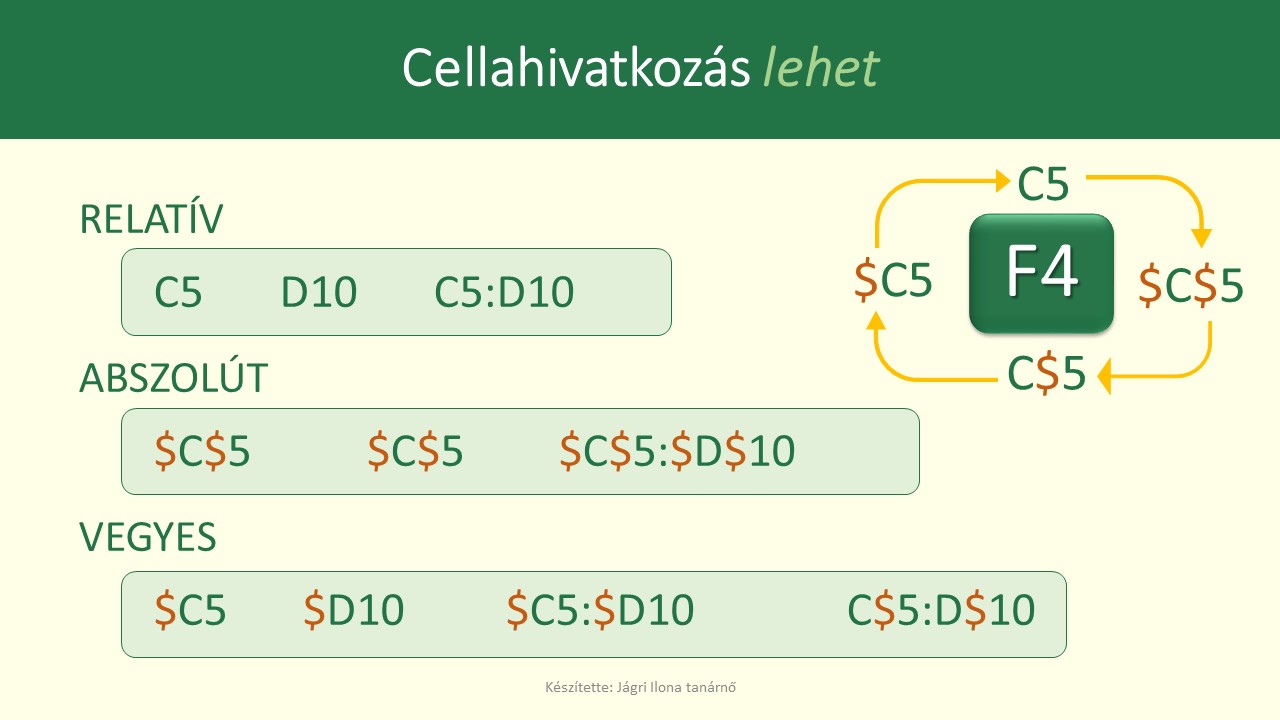 Cellahivatkozás lehet
RELATÍV
C5 D10 C5:D10
ABSZOLÚT
$C$5 $C$5 $C$5:$D$10
VEGYES
$C5 $D10 $C5:$D10 C$5:D$10
C5
$C5 F4 $C$5
C$5
Készítette: Jágri Ilona tanárnő